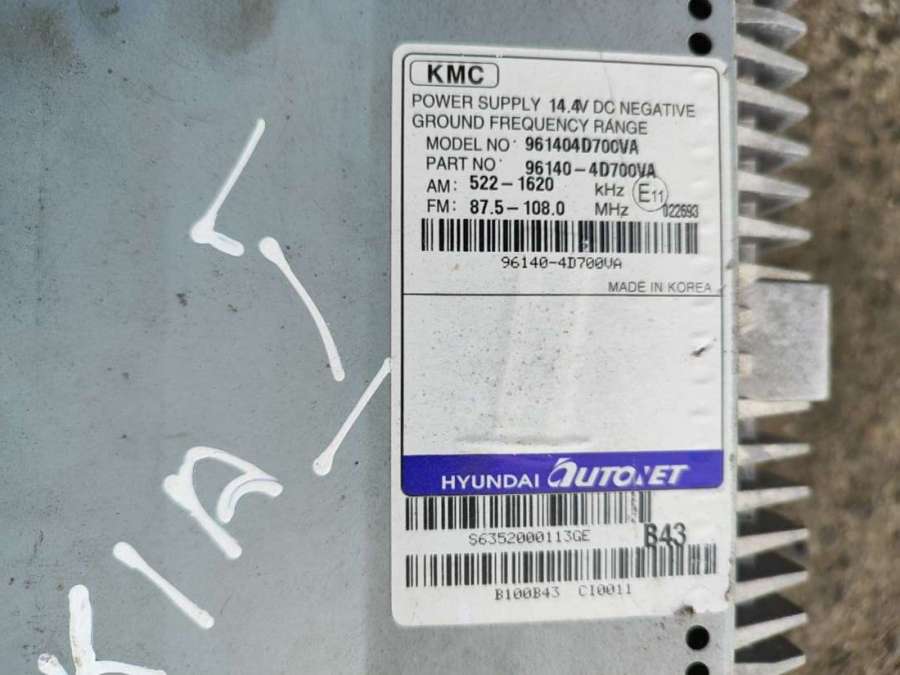 KMC
POWER SUPPLY 14.4V DC NEGATIVE
GROUND FREQUENCY RANGE
MODEL NO : 961404D700VA
PART NO : 96140-4D700VA
AM : 522-1620 kHz E11
FM : 87.5-108.0 MHz 022693
96140-4D700VA
MADE IN KOREA
HYUNDAI AUTONET
S6352000113GE B43
B100B43 CI0011
KIA